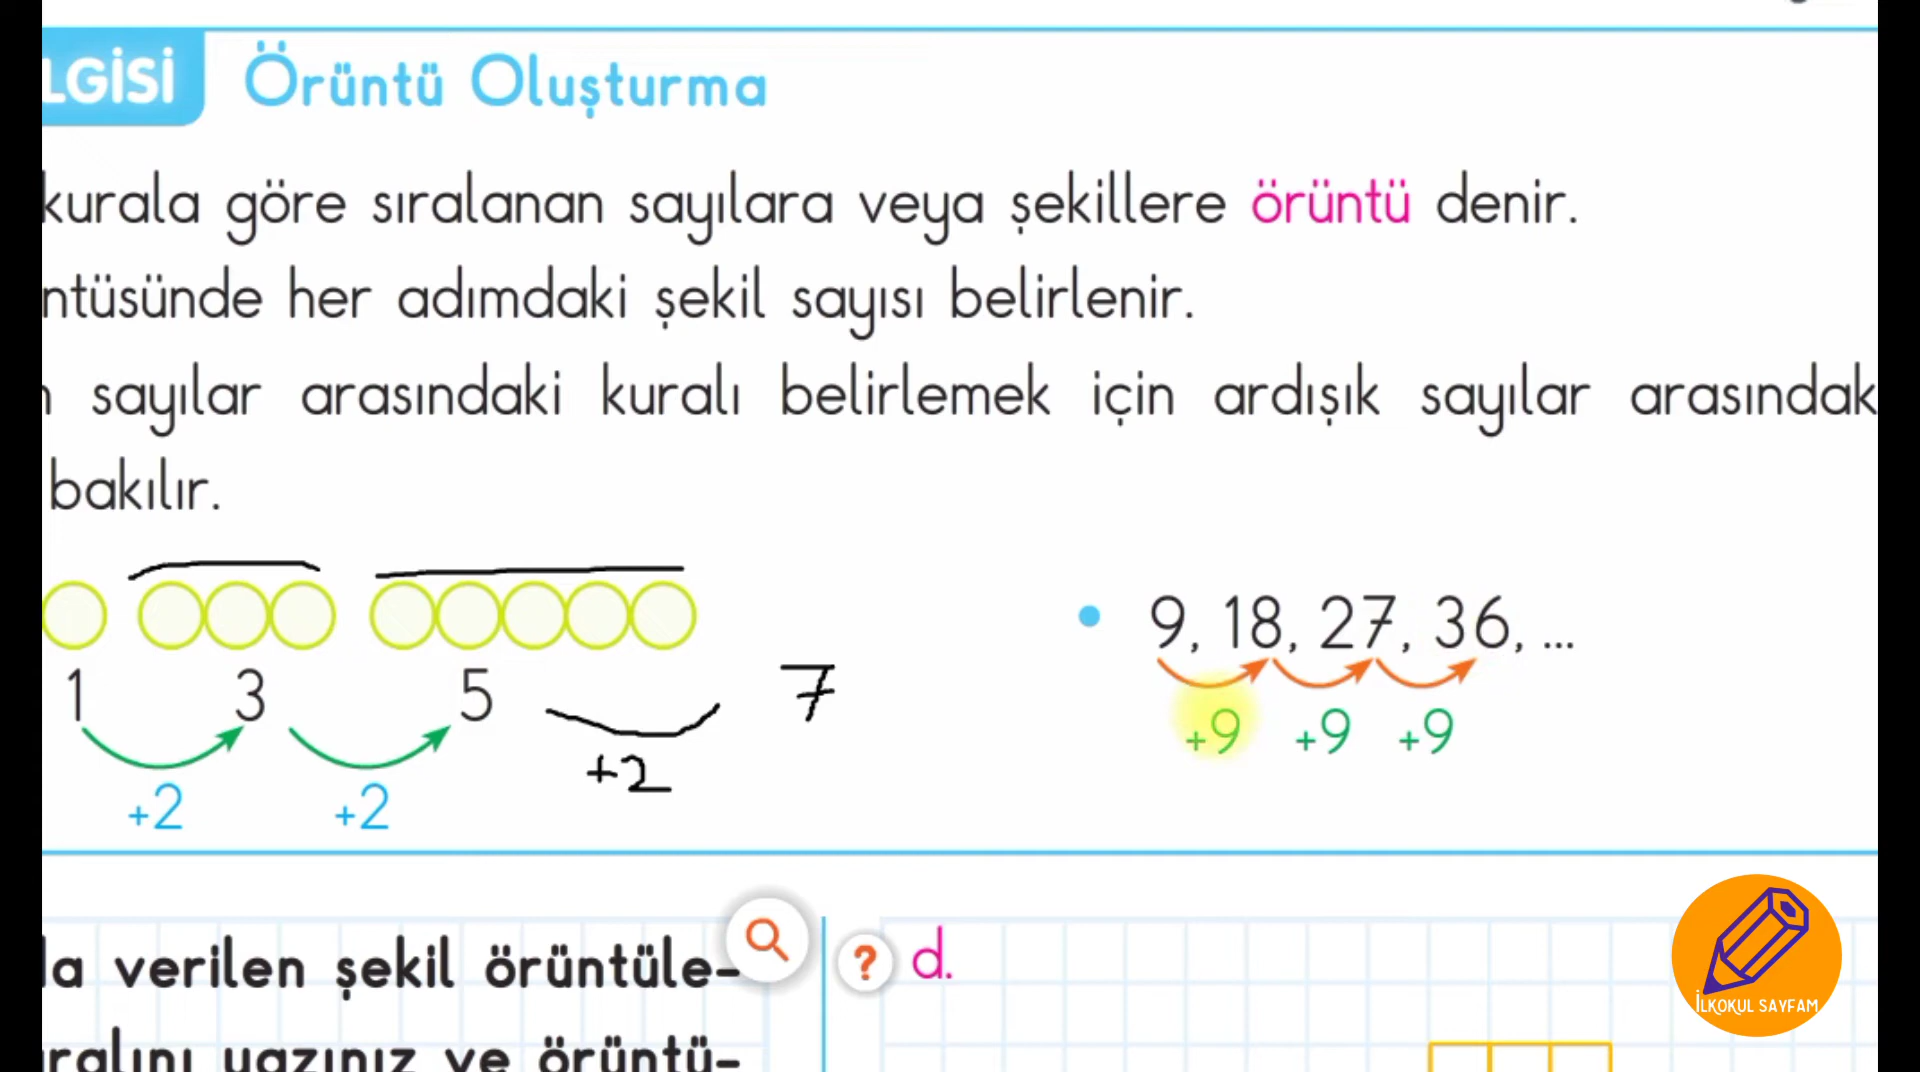 LGİSİ Örüntü Oluşturma
kurala göre sıralanan sayılara veya şekillere örüntü denir.
ntüsünde her adımdaki şekil sayısı belirlenir.
n sayılar arasındaki kuralı belirlemek için ardışık sayılar arasındak
bakılır.
1 3 5 7
+2 +2 +2
• 9, 18, 27, 36, ...
+9 +9 +9
da verilen şekil örüntüle-
uralını yazınız ve örüntü-
? d.
İLKOKUL SAYFAM